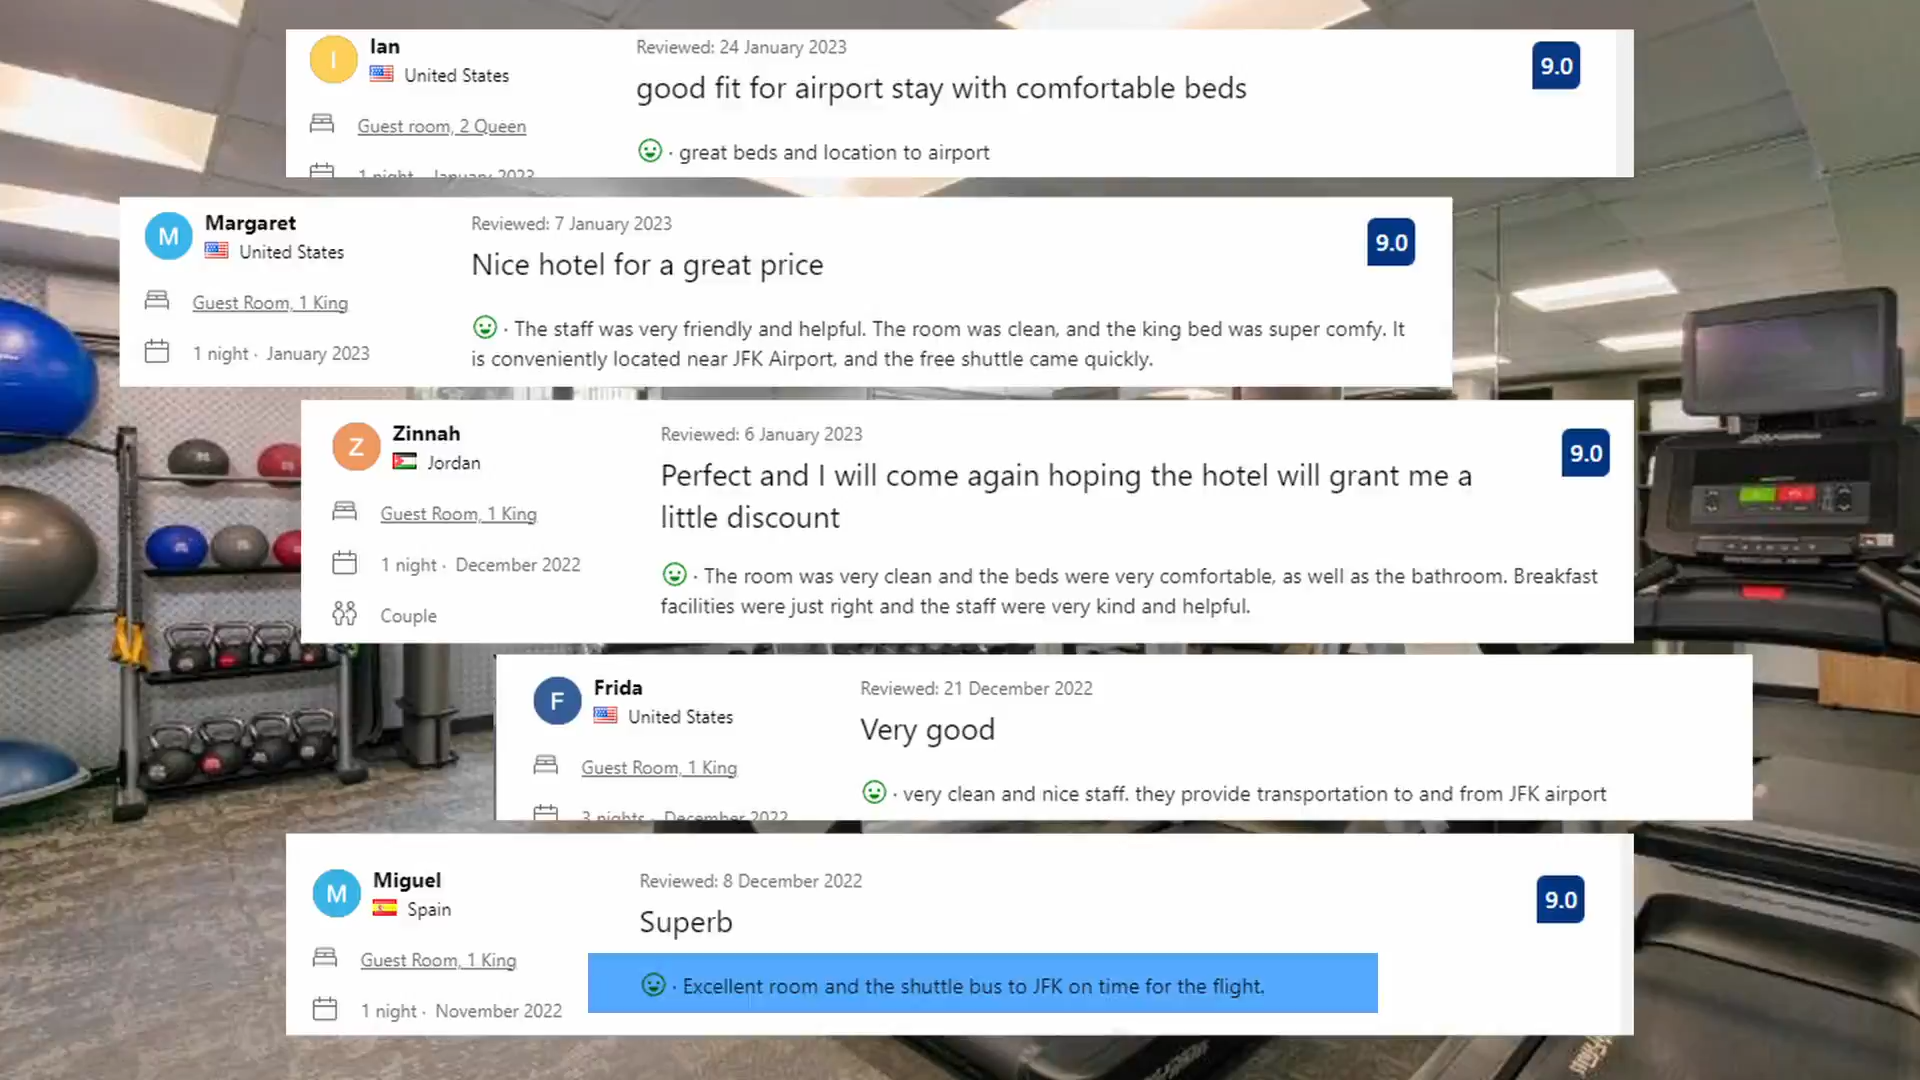 I
Ian
United States
Guest room, 2 Queen
1 night · January 2023
Reviewed: 24 January 2023
good fit for airport stay with comfortable beds
· great beds and location to airport
9.0
M
Margaret
United States
Guest Room, 1 King
1 night · January 2023
Reviewed: 7 January 2023
Nice hotel for a great price
· The staff was very friendly and helpful. The room was clean, and the king bed was super comfy. It
is conveniently located near JFK Airport, and the free shuttle came quickly.
9.0
Z
Zinnah
Jordan
Guest Room, 1 King
1 night · December 2022
Couple
Reviewed: 6 January 2023
Perfect and I will come again hoping the hotel will grant me a
little discount
· The room was very clean and the beds were very comfortable, as well as the bathroom. Breakfast
facilities were just right and the staff were very kind and helpful.
9.0
F
Frida
United States
Guest Room, 1 King
3 nights · December 2022
Reviewed: 21 December 2022
Very good
· very clean and nice staff. they provide transportation to and from JFK airport
M
Miguel
Spain
Guest Room, 1 King
1 night · November 2022
Reviewed: 8 December 2022
Superb
· Excellent room and the shuttle bus to JFK on time for the flight.
9.0